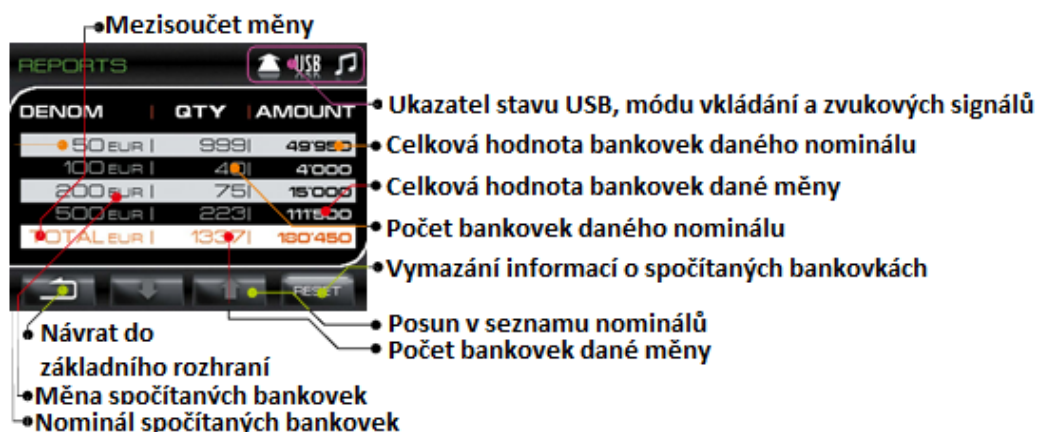 Mezisoučet měny
REPORTS USB
DENOM QTY AMOUNT
50 EUR 999 49'950
100 EUR 40 4'000
200 EUR 75 15'000
500 EUR 223 111'500
TOTAL EUR 1337 180'450
RESET
Ukazatel stavu USB, módu vkládání a zvukových signálů
Celková hodnota bankovek daného nominálu
Celková hodnota bankovek dané měny
Počet bankovek daného nominálu
Vymazání informací o spočítaných bankovkách
Posun v seznamu nominálů
Počet bankovek dané měny
Návrat do
základního rozhraní
Měna spočítaných bankovek
Nominál spočítaných bankovek